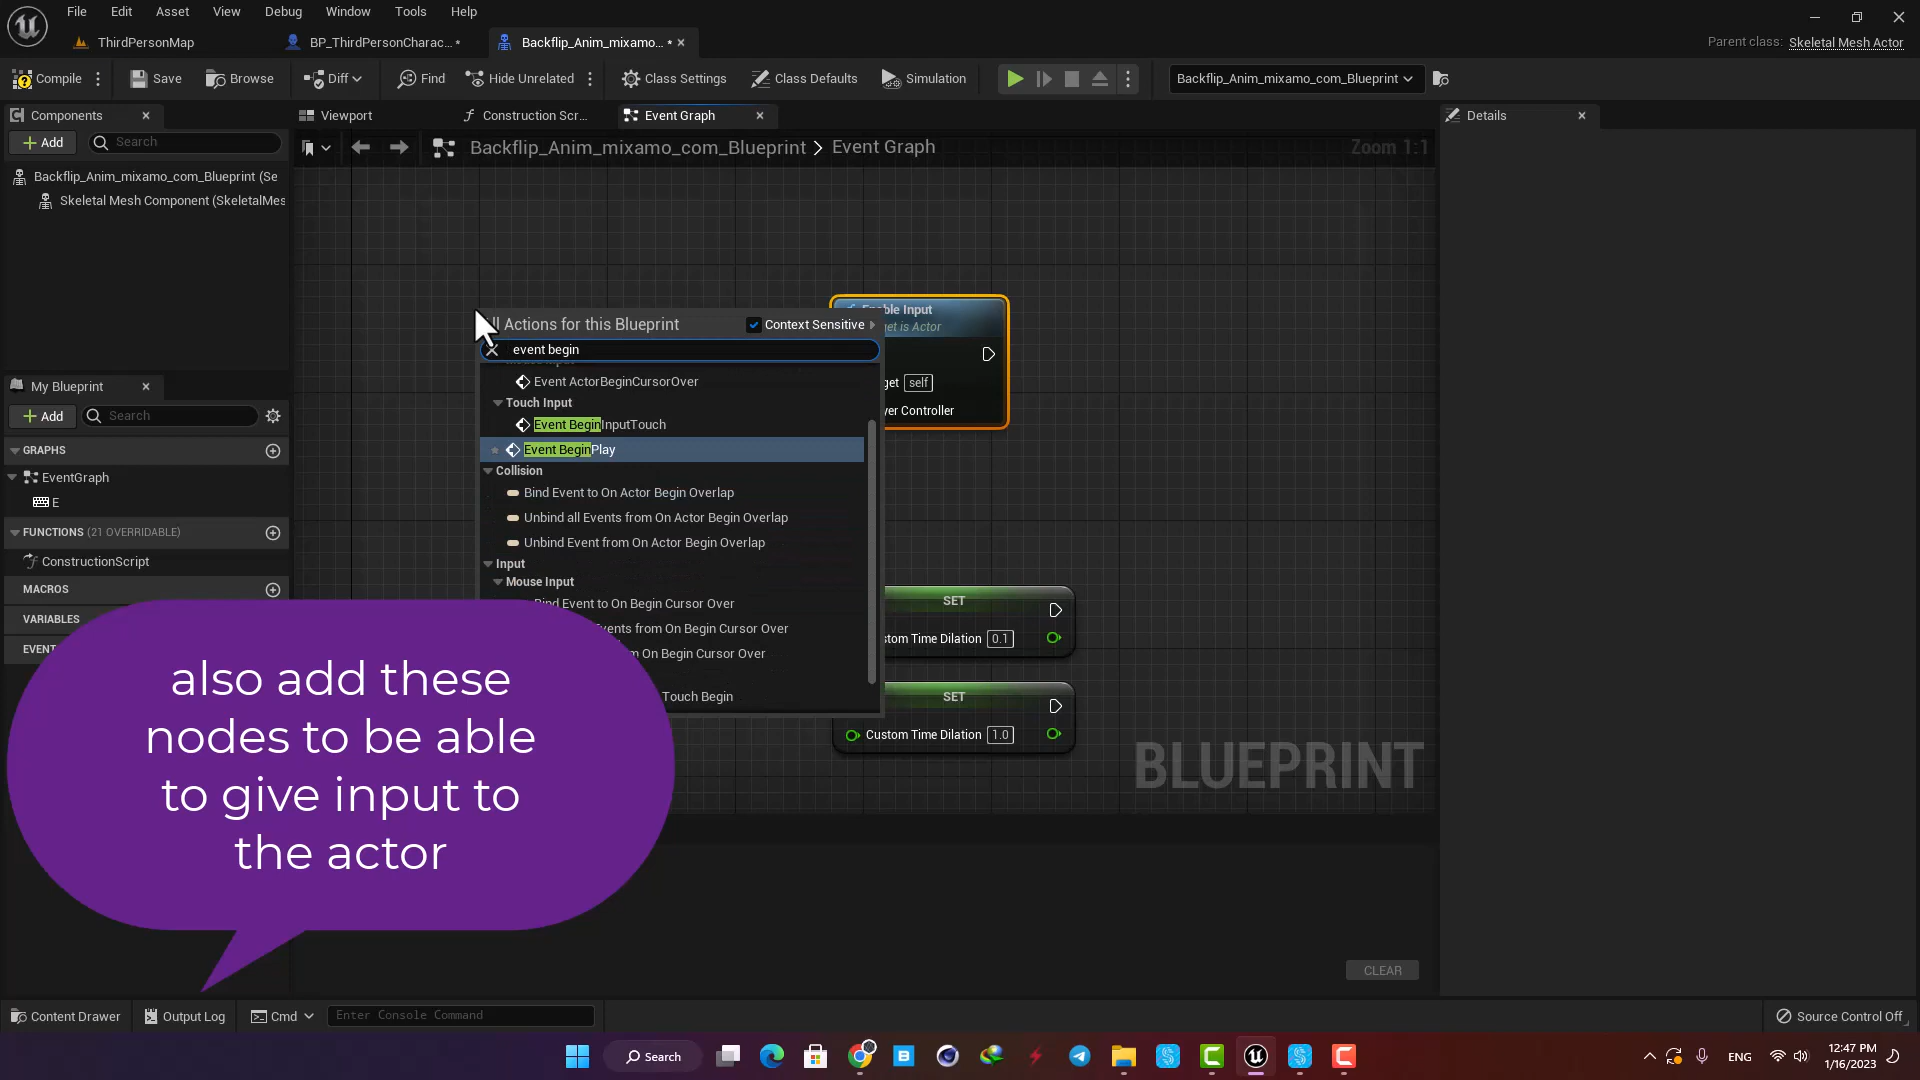 File Edit Asset View Debug Window Tools Help
ThirdPersonMap
BP_ThirdPersonCharac... *
Backflip_Anim_mixamo... *
Parent class: Skeletal Mesh Actor
Compile
Save
Browse
Diff
Find
Hide Unrelated
Class Settings
Class Defaults
Simulation
Backflip_Anim_mixamo_com_Blueprint
Components
Viewport
Construction Scr...
Event Graph
Details
Add
Search
Backflip_Anim_mixamo_com_Blueprint > Event Graph
Zoom 1:1
Backflip_Anim_mixamo_com_Blueprint (Se
Skeletal Mesh Component (SkeletalMes
Enable Input
get is Actor
get self
yer Controller
ll Actions for this Blueprint
Context Sensitive
event begin
Event ActorBeginCursorOver
Touch Input
Event BeginInputTouch
Event BeginPlay
Collision
Bind Event to On Actor Begin Overlap
Unbind all Events from On Actor Begin Overlap
Unbind Event from On Actor Begin Overlap
Input
Mouse Input
Bind Event to On Begin Cursor Over
Events from On Begin Cursor Over
m On Begin Cursor Over
Touch Begin
My Blueprint
Add
Search
GRAPHS
EventGraph
E
FUNCTIONS (21 OVERRIDABLE)
ConstructionScript
MACROS
VARIABLES
EVENT
SET
stom Time Dilation 0.1
SET
Custom Time Dilation 1.0
BLUEPRINT
also add these
nodes to be able
to give input to
the actor
CLEAR
Content Drawer
Output Log
Cmd
Enter Console Command
Source Control Off
Search
ENG
12:47 PM
1/16/2023